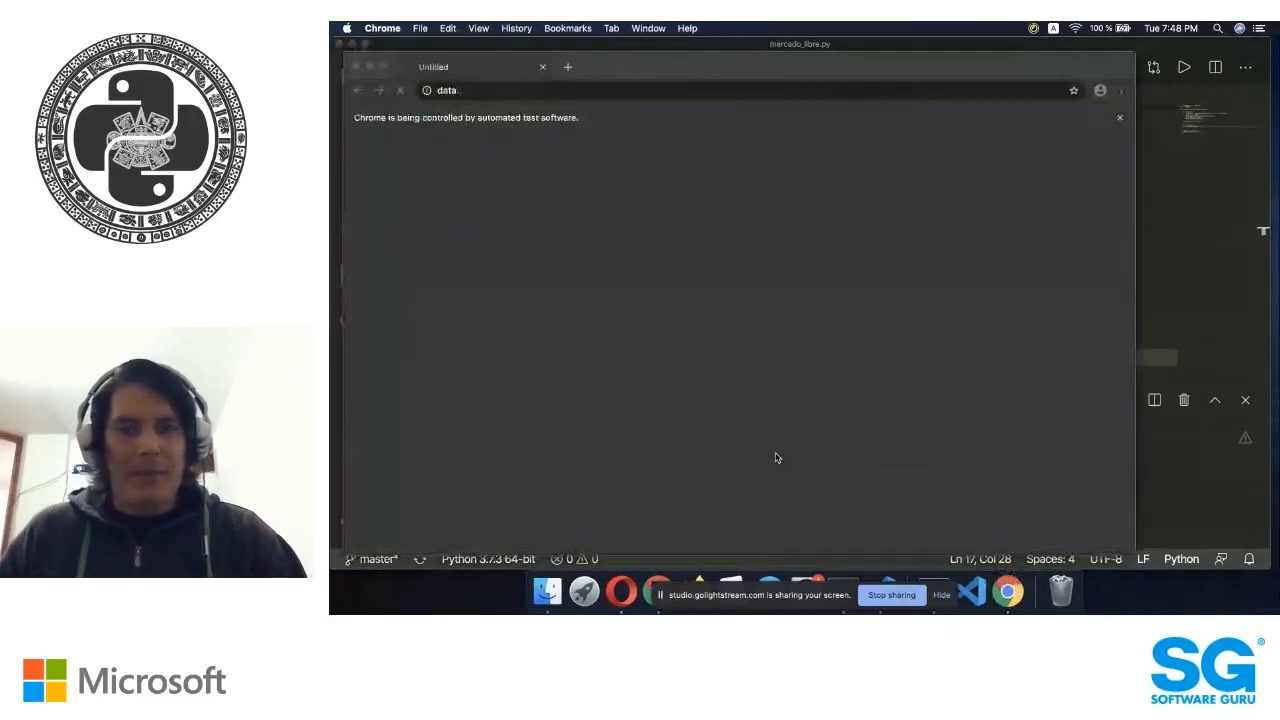 Chrome File Edit View History Bookmarks Tab Window Help
A 100 % Tue 7:48 PM
mercado_libre.py
Untitled
data
Chrome is being controlled by automated test software.
master* Python 3.7.3 64-bit 0 0 Ln 17, Col 28 Spaces: 4 UTF-8 LF Python
studio.golightstream.com is sharing your screen. Stop sharing Hide
Microsoft
SG®
SOFTWARE GURU